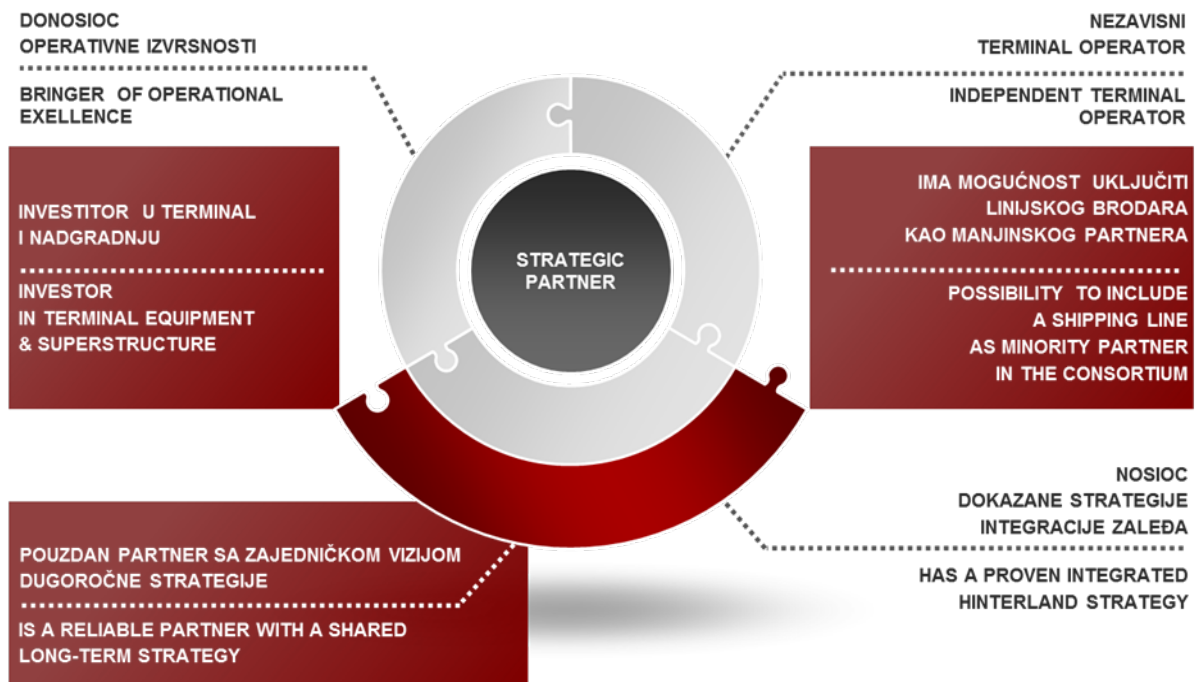 DONOSIOC
OPERATIVNE IZVRSNOSTI
BRINGER OF OPERATIONAL
EXELLENCE
NEZAVISNI
TERMINAL OPERATOR
INDEPENDENT TERMINAL
OPERATOR
INVESTITOR U TERMINAL
I NADGRADNJU
INVESTOR
IN TERMINAL EQUIPMENT
& SUPERSTRUCTURE
STRATEGIC
PARTNER
IMA MOGUĆNOST UKLJUČITI
LINIJSKOG BRODARA
KAO MANJINSKOG PARTNERA
POSSIBILITY TO INCLUDE
A SHIPPING LINE
AS MINORITY PARTNER
IN THE CONSORTIUM
POUZDAN PARTNER SA ZAJEDNIČKOM VIZIJOM
DUGOROČNE STRATEGIJE
IS A RELIABLE PARTNER WITH A SHARED
LONG-TERM STRATEGY
NOSIOC
DOKAZANE STRATEGIJE
INTEGRACIJE ZALEĐA
HAS A PROVEN INTEGRATED
HINTERLAND STRATEGY